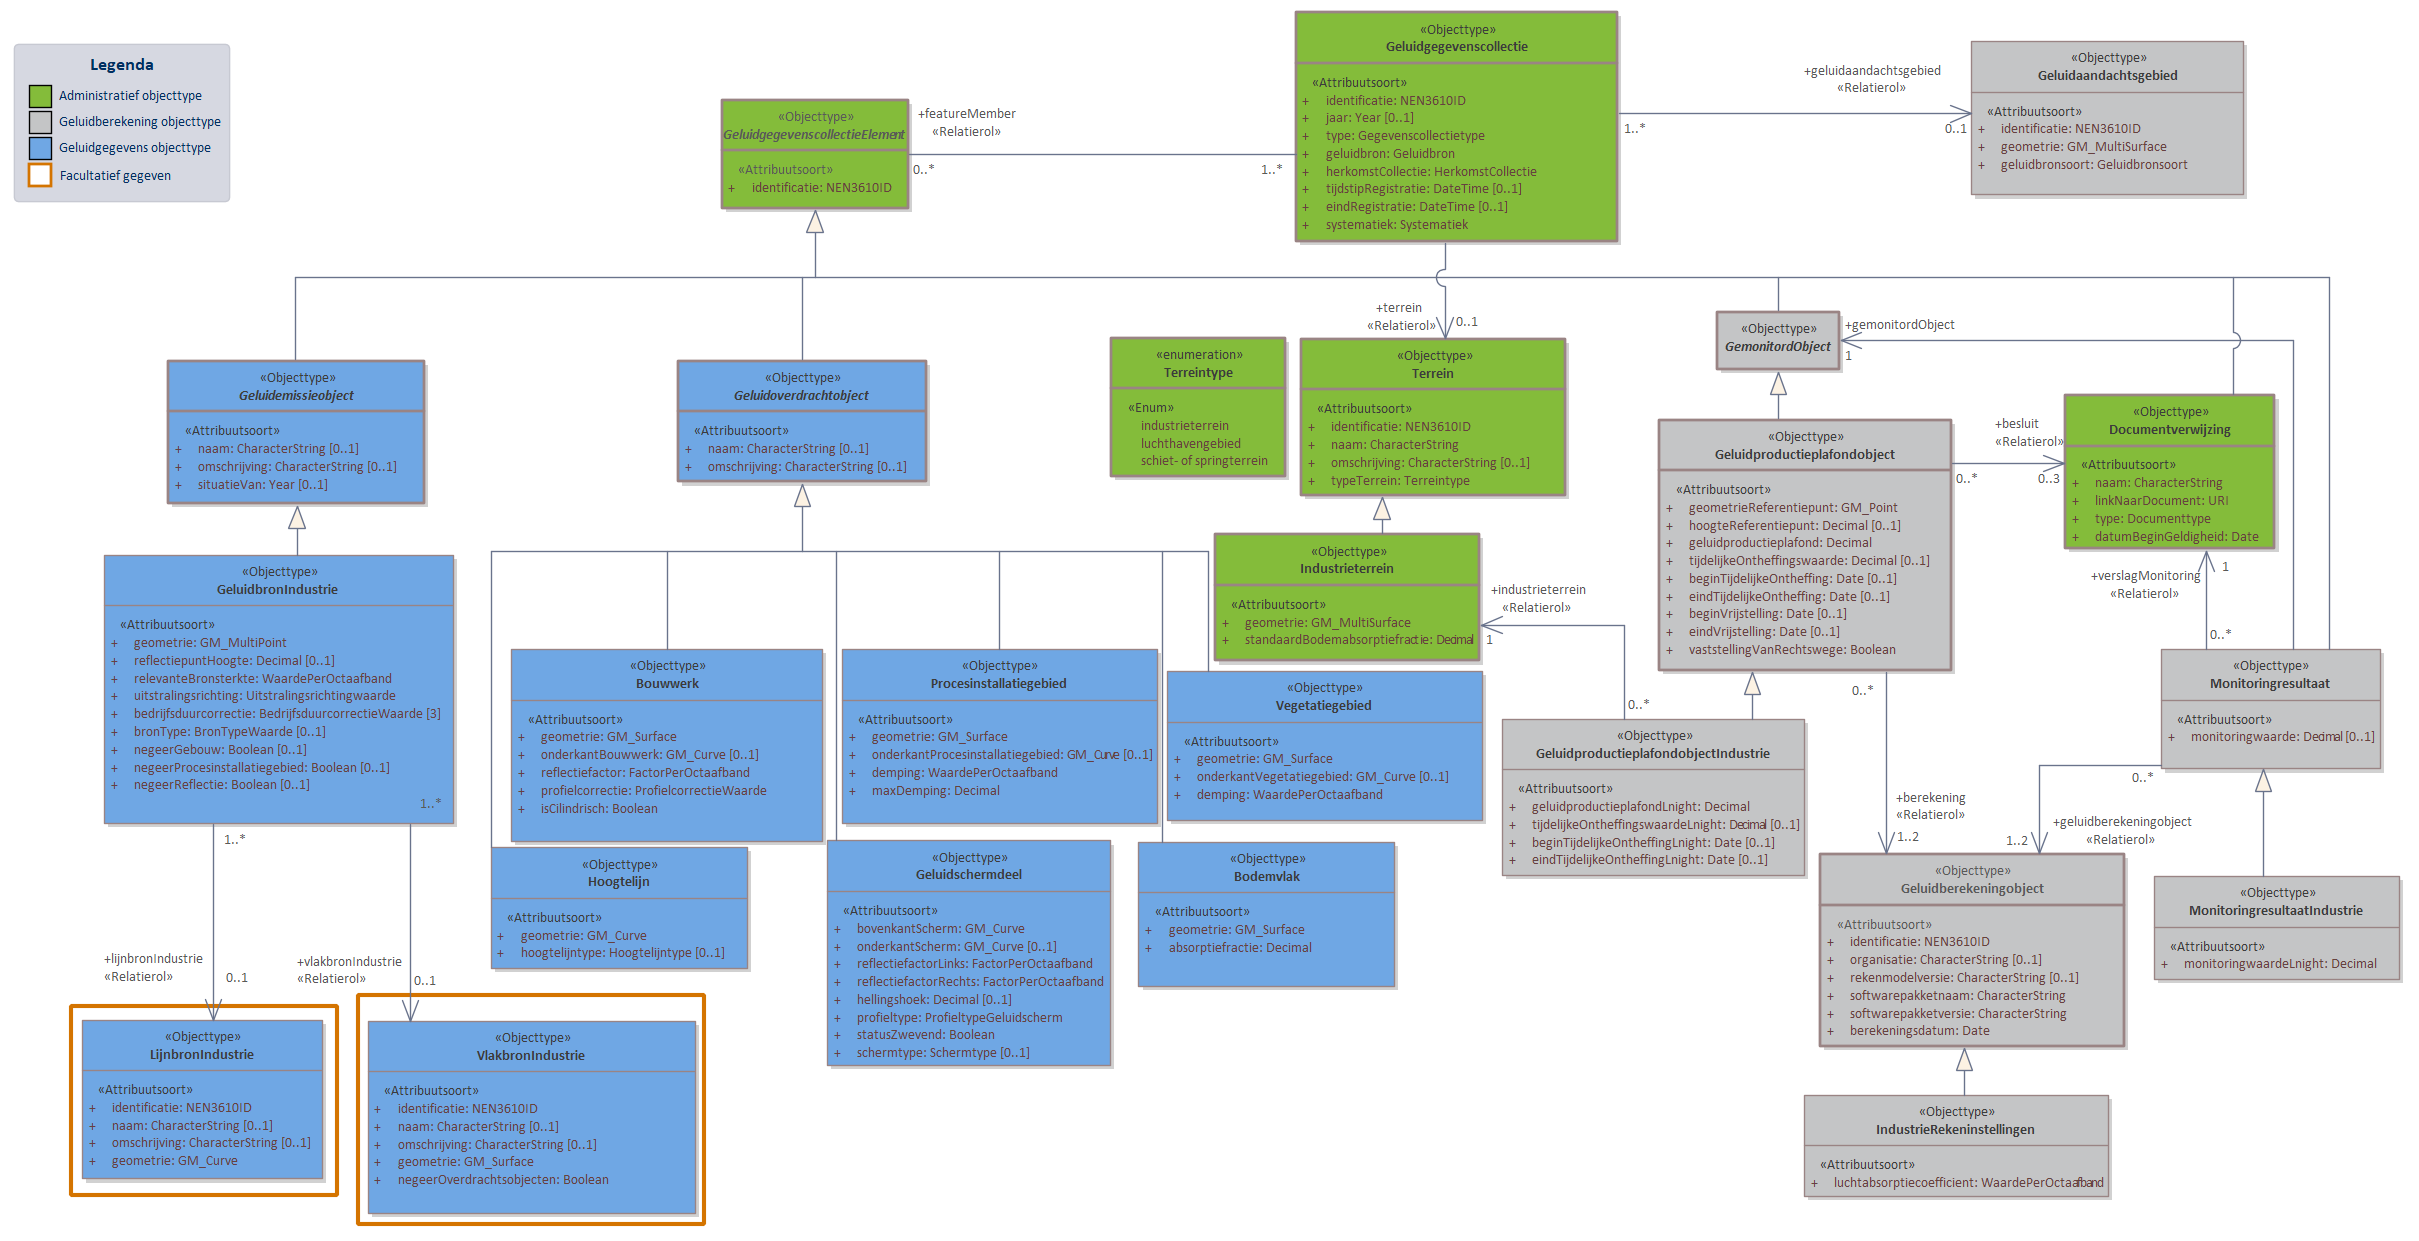 Legenda
Administratief objecttype
Geluidberekening objecttype
Geluidgegevens objecttype
Facultatief gegeven
«Objecttype»
Geluidgegevenscollectie
«Attribuutsoort»
+ identificatie: NEN3610ID
+ jaar: Year [0..1]
+ type: Gegevenscollectietype
+ geluidbron: Geluidbron
+ herkomstCollectie: HerkomstCollectie
+ tijdstipRegistratie: DateTime [0..1]
+ eindRegistratie: DateTime [0..1]
+ systematiek: Systematiek
+geluidaandachtsgebied
«Relatierol»
1..*
0..1
«Objecttype»
Geluidaandachtsgebied
«Attribuutsoort»
+ identificatie: NEN3610ID
+ geometrie: GM_MultiSurface
+ geluidbronsoort: Geluidbronsoort
«Objecttype»
GeluidgegevenscollectieElement
«Attribuutsoort»
+ identificatie: NEN3610ID
+featureMember
«Relatierol»
0..*
1..*
+terrein
«Relatierol»
0..1
«Objecttype»
Geluidemissieobject
«Attribuutsoort»
+ naam: CharacterString [0..1]
+ omschrijving: CharacterString [0..1]
+ situatieVan: Year [0..1]
«Objecttype»
Geluidoverdrachtobject
«Attribuutsoort»
+ naam: CharacterString [0..1]
+ omschrijving: CharacterString [0..1]
«enumeration»
Terreintype
«Enum»
industrieterrein
luchthavengebied
schiet- of springterrein
«Objecttype»
Terrein
«Attribuutsoort»
+ identificatie: NEN3610ID
+ naam: CharacterString
+ omschrijving: CharacterString [0..1]
+ typeTerrein: Terreintype
«Objecttype»
GemonitordObject
+gemonitordObject
1
«Objecttype»
Geluidproductieplafondobject
«Attribuutsoort»
+ geometrieReferentiepunt: GM_Point
+ hoogteReferentiepunt: Decimal [0..1]
+ geluidproductieplafond: Decimal
+ tijdelijkeOntheffingswaarde: Decimal [0..1]
+ beginTijdelijkeOntheffing: Date [0..1]
+ eindTijdelijkeOntheffing: Date [0..1]
+ beginVrijstelling: Date [0..1]
+ eindVrijstelling: Date [0..1]
+ vaststellingVanRechtswege: Boolean
+besluit
«Relatierol»
0..*
0..3
«Objecttype»
Documentverwijzing
«Attribuutsoort»
+ naam: CharacterString
+ linkNaarDocument: URI
+ type: Documenttype
+ datumBeginGeldigheid: Date
+verslagMonitoring
«Relatierol»
1
0..*
«Objecttype»
GeluidbronIndustrie
«Attribuutsoort»
+ geometrie: GM_MultiPoint
+ reflectiepuntHoogte: Decimal [0..1]
+ relevanteBronsterkte: WaardePerOctaafband
+ uitstralingsrichting: Uitstralingsrichtingwaarde
+ bedrijfsduurcorrectie: BedrijfsduurcorrectieWaarde [3]
+ bronType: BronTypeWaarde [0..1]
+ negeerGebouw: Boolean [0..1]
+ negeerProcesinstallatiegebied: Boolean [0..1]
+ negeerReflectie: Boolean [0..1]
1..*
1..*
«Objecttype»
Industrieterrein
«Attribuutsoort»
+ geometrie: GM_MultiSurface
+ standaardBodemabsorptiefractie: Decimal
+industrieterrein
«Relatierol»
1
0..*
«Objecttype»
Bouwwerk
«Attribuutsoort»
+ geometrie: GM_Surface
+ onderkantBouwwerk: GM_Curve [0..1]
+ reflectiefactor: FactorPerOctaafband
+ profielcorrectie: ProfielcorrectieWaarde
+ isCilindrisch: Boolean
«Objecttype»
Procesinstallatiegebied
«Attribuutsoort»
+ geometrie: GM_Surface
+ onderkantProcesinstallatiegebied: GM_Curve [0..1]
+ demping: WaardePerOctaafband
+ maxDemping: Decimal
«Objecttype»
Vegetatiegebied
«Attribuutsoort»
+ geometrie: GM_Surface
+ onderkantVegetatiegebied: GM_Curve [0..1]
+ demping: WaardePerOctaafband
«Objecttype»
Monitoringresultaat
«Attribuutsoort»
+ monitoringwaarde: Decimal [0..1]
«Objecttype»
GeluidproductieplafondobjectIndustrie
«Attribuutsoort»
+ geluidproductieplafondLnight: Decimal
+ tijdelijkeOntheffingswaardeLnight: Decimal [0..1]
+ beginTijdelijkeOntheffingLnight: Date [0..1]
+ eindTijdelijkeOntheffingLnight: Date [0..1]
0..*
+berekening
«Relatierol»
1..2
0..*
+geluidberekeningobject
«Relatierol»
1..2
«Objecttype»
Hoogtelijn
«Attribuutsoort»
+ geometrie: GM_Curve
+ hoogtelijntype: Hoogtelijntype [0..1]
«Objecttype»
Geluidschermdeel
«Attribuutsoort»
+ bovenkantScherm: GM_Curve
+ onderkantScherm: GM_Curve [0..1]
+ reflectiefactorLinks: FactorPerOctaafband
+ reflectiefactorRechts: FactorPerOctaafband
+ hellingshoek: Decimal [0..1]
+ profieltype: ProfieltypeGeluidscherm
+ statusZwevend: Boolean
+ schermtype: Schermtype [0..1]
«Objecttype»
Bodemvlak
«Attribuutsoort»
+ geometrie: GM_Surface
+ absorptiefractie: Decimal
«Objecttype»
Geluidberekeningobject
«Attribuutsoort»
+ identificatie: NEN3610ID
+ organisatie: CharacterString [0..1]
+ rekenmodelversie: CharacterString [0..1]
+ softwarepakketnaam: CharacterString
+ softwarepakketversie: CharacterString
+ berekeningsdatum: Date
«Objecttype»
MonitoringresultaatIndustrie
«Attribuutsoort»
+ monitoringwaardeLnight: Decimal
+lijnbronIndustrie
«Relatierol»
0..1
+vlakbronIndustrie
«Relatierol»
0..1
«Objecttype»
LijnbronIndustrie
«Attribuutsoort»
+ identificatie: NEN3610ID
+ naam: CharacterString [0..1]
+ omschrijving: CharacterString [0..1]
+ geometrie: GM_Curve
«Objecttype»
VlakbronIndustrie
«Attribuutsoort»
+ identificatie: NEN3610ID
+ naam: CharacterString [0..1]
+ omschrijving: CharacterString [0..1]
+ geometrie: GM_Surface
+ negeerOverdrachtsobjecten: Boolean
«Objecttype»
IndustrieRekeninstellingen
«Attribuutsoort»
+ luchtabsorptiecoefficient: WaardePerOctaafband